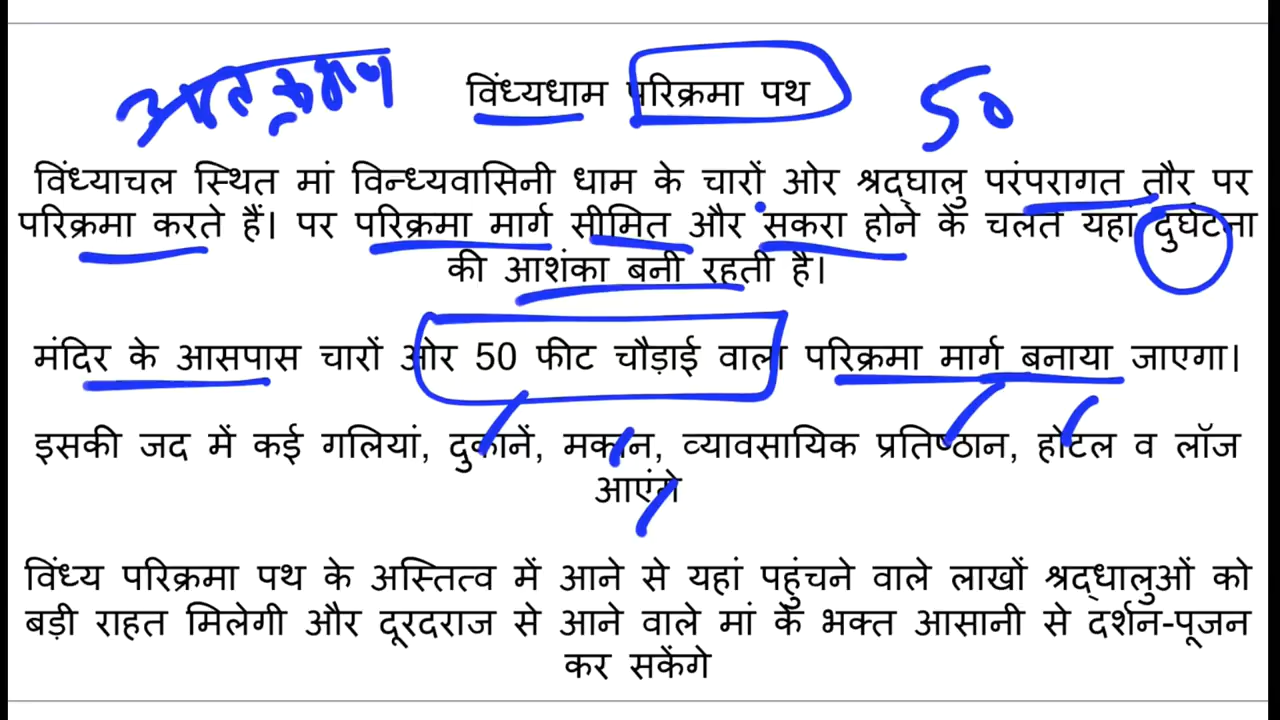 अतिक्रमण
विंध्यधाम परिक्रमा पथ
50
विंध्याचल स्थित मां विन्ध्यवासिनी धाम के चारों ओर श्रद्धालु परंपरागत तौर पर
परिक्रमा करते हैं। पर परिक्रमा मार्ग सीमित और सकरा होने के चलते यहां दुर्घटना
की आशंका बनी रहती है।
मंदिर के आसपास चारों ओर 50 फीट चौड़ाई वाला परिक्रमा मार्ग बनाया जाएगा।
इसकी जद में कई गलियां, दुकानें, मकान, व्यावसायिक प्रतिष्ठान, होटल व लॉज
आएंगे
विंध्य परिक्रमा पथ के अस्तित्व में आने से यहां पहुंचने वाले लाखों श्रद्धालुओं को
बड़ी राहत मिलेगी और दूरदराज से आने वाले मां के भक्त आसानी से दर्शन-पूजन
कर सकेंगे